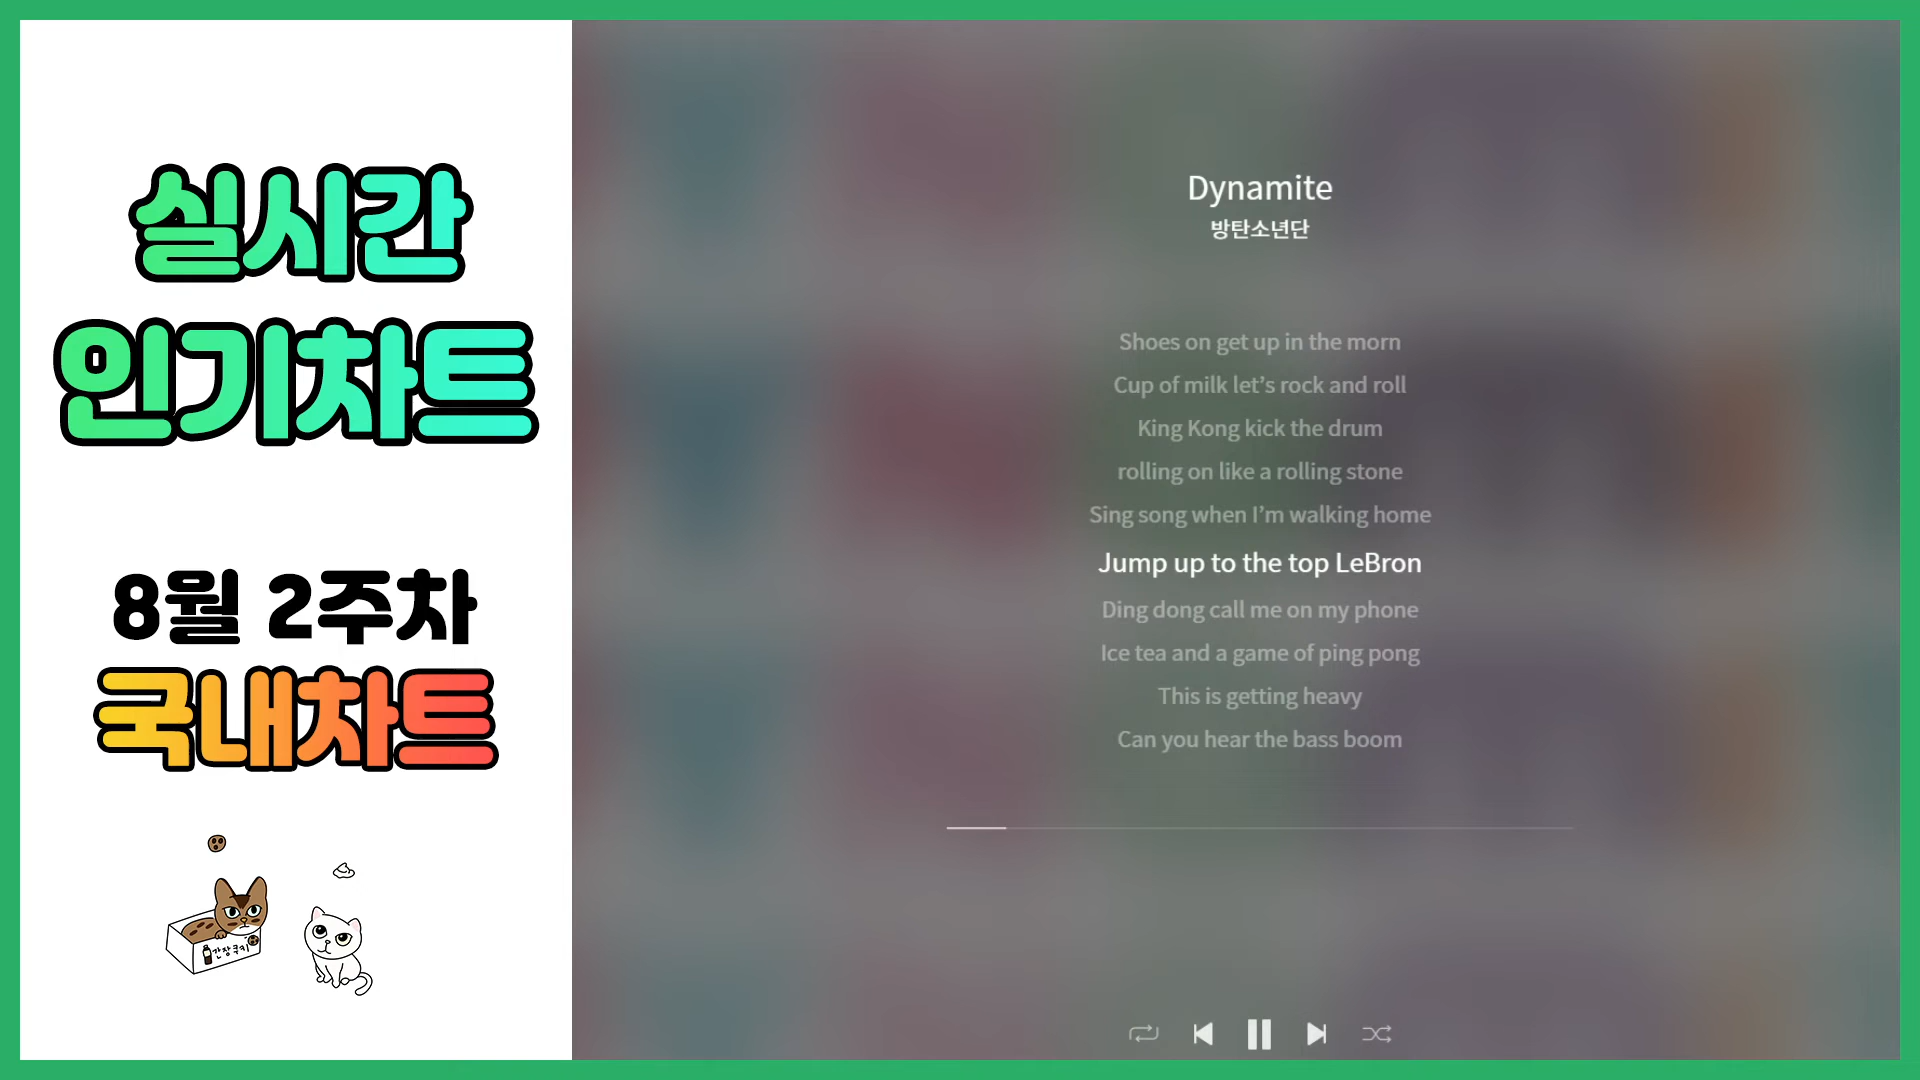 실시간
인기차트
8월 2주차
국내차트
간장쿠키
Dynamite
방탄소년단
Shoes on get up in the morn
Cup of milk let’s rock and roll
King Kong kick the drum
rolling on like a rolling stone
Sing song when I’m walking home
Jump up to the top LeBron
Ding dong call me on my phone
Ice tea and a game of ping pong
This is getting heavy
Can you hear the bass boom